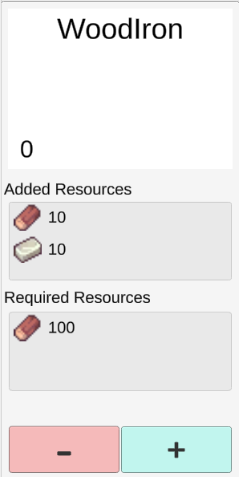 WoodIron
0
Added Resources
10
10
Required Resources
100
- +